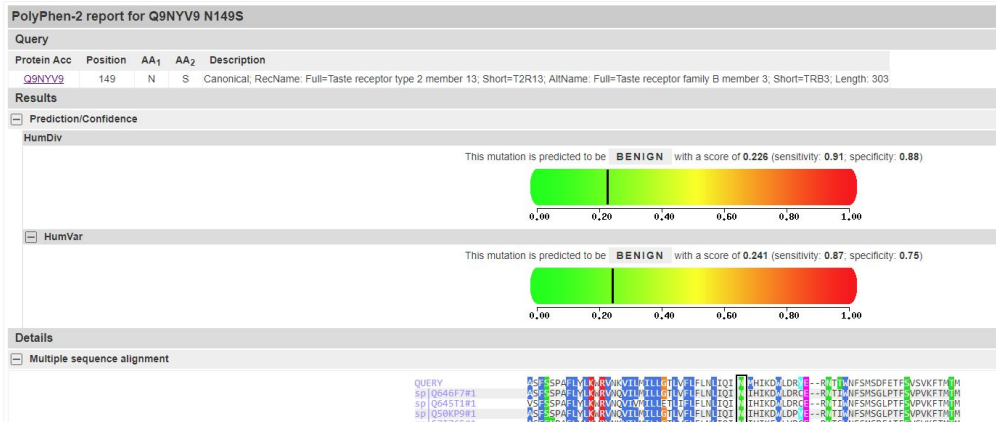 PolyPhen-2 report for Q9NYV9 N149S
Query
Protein Acc Position AA1 AA2 Description
Q9NYV9 149 N S Canonical; RecName: Full=Taste receptor type 2 member 13; Short=T2R13; AltName: Full=Taste receptor family B member 3; Short=TRB3; Length: 303
Results
Prediction/Confidence
HumDiv
This mutation is predicted to be BENIGN with a score of 0.226 (sensitivity: 0.91; specificity: 0.88)
0.00 0.20 0.40 0.60 0.80 1.00
HumVar
This mutation is predicted to be BENIGN with a score of 0.241 (sensitivity: 0.87; specificity: 0.75)
0.00 0.20 0.40 0.60 0.80 1.00
Details
Multiple sequence alignment
QUERY
sp|Q646F7#1
sp|Q645T1#1
sp|Q50KP9#1